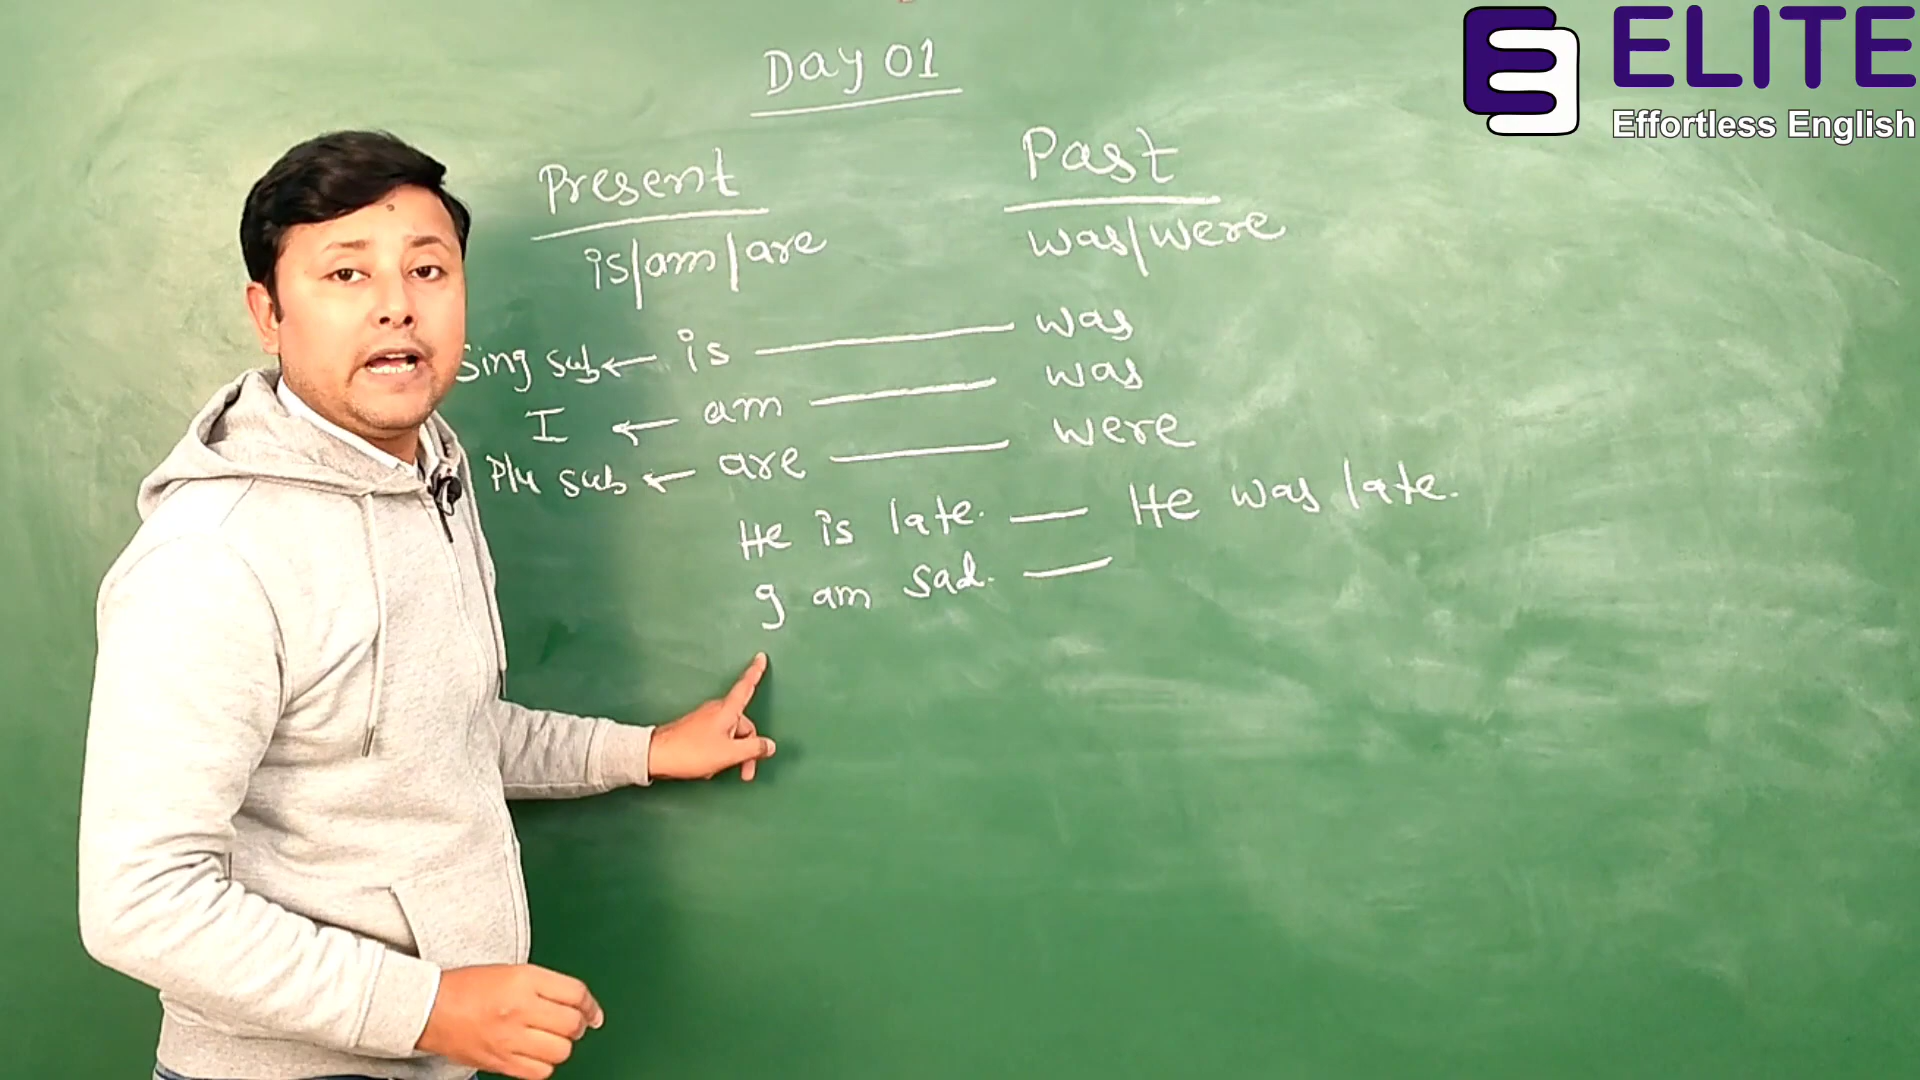 ELITE
Effortless English
Day 01
Present Past
is/am/are was/were
Sing sub ← is — was
I ← am — was
Plu sub ← are — were
He is late. — He was late.
I am sad. —